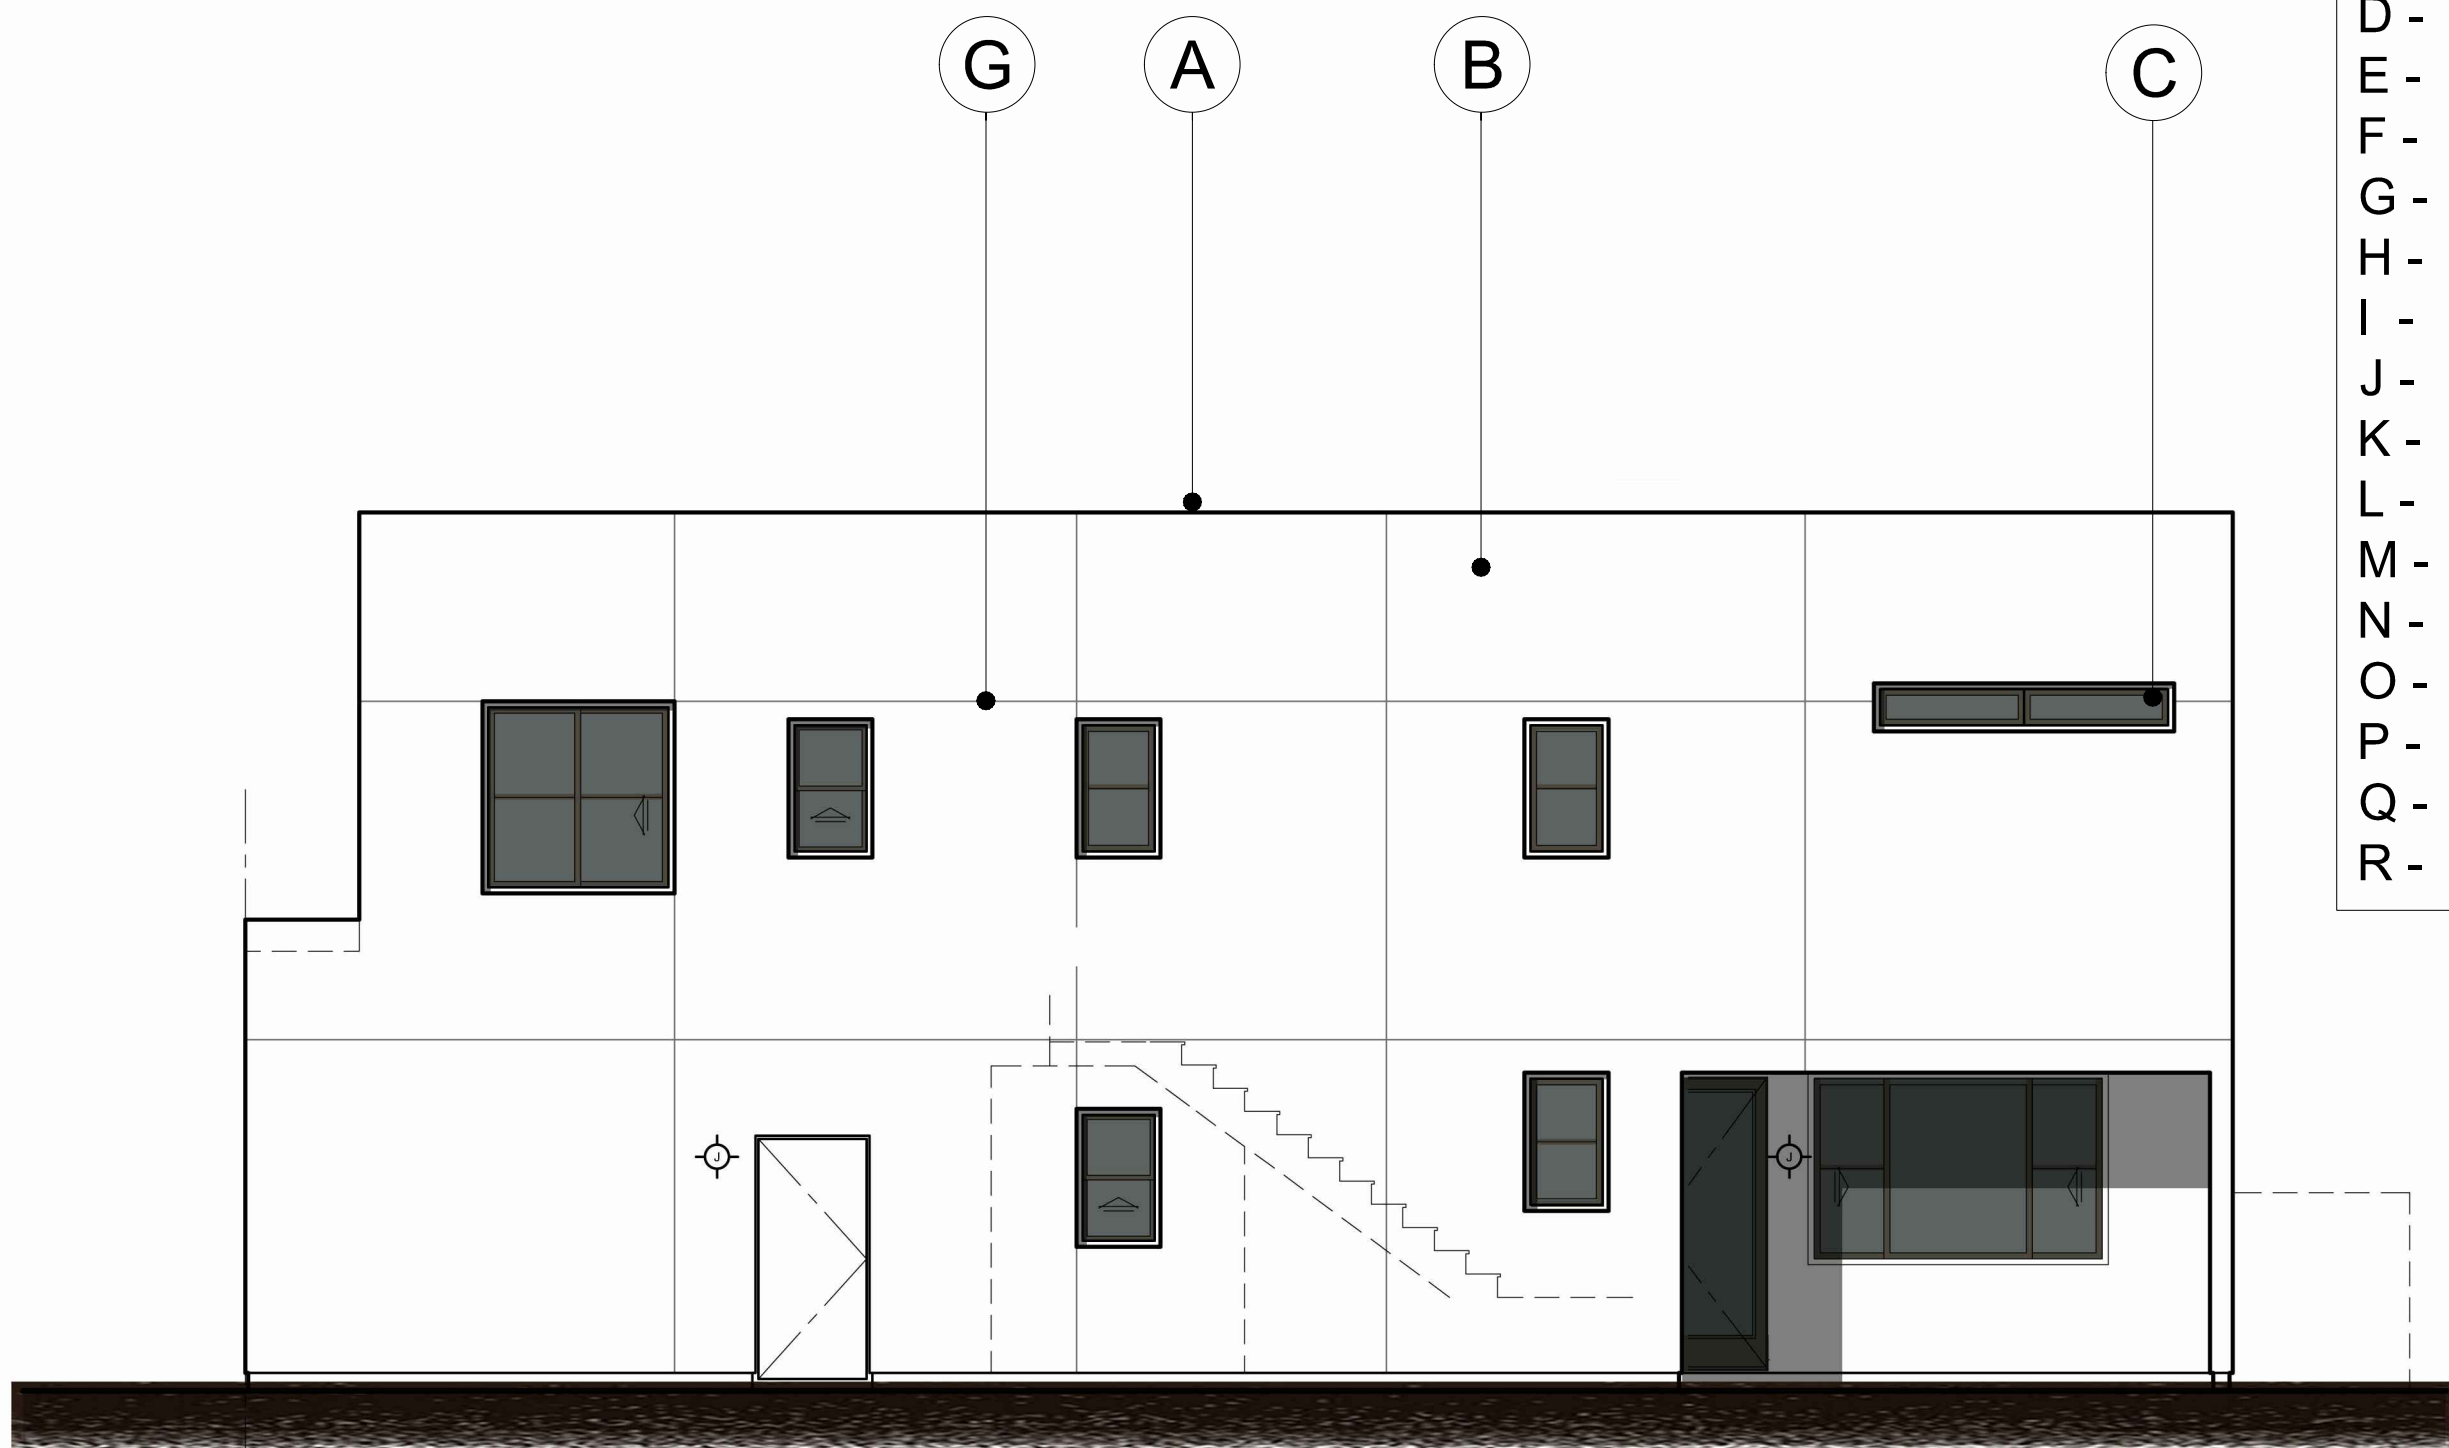 G A B C
D -
E -
F -
G -
H -
I -
J -
K -
L -
M -
N -
O -
P -
Q -
R -
J J